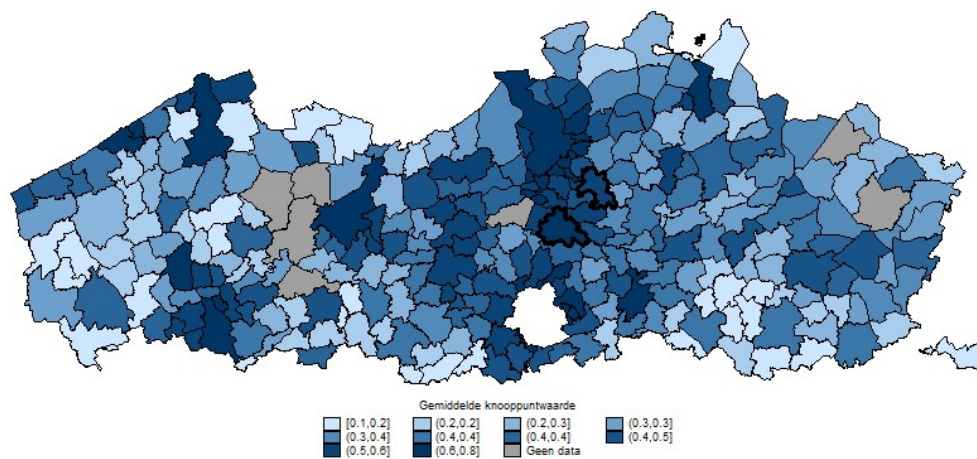 Gemiddelde knooppuntwaarde
[0.1,0.2] (0.2,0.2] (0.2,0.3] (0.3,0.3]
(0.3,0.4] (0.4,0.4] (0.4,0.4] (0.4,0.5]
(0.5,0.6] (0.6,0.8] Geen data